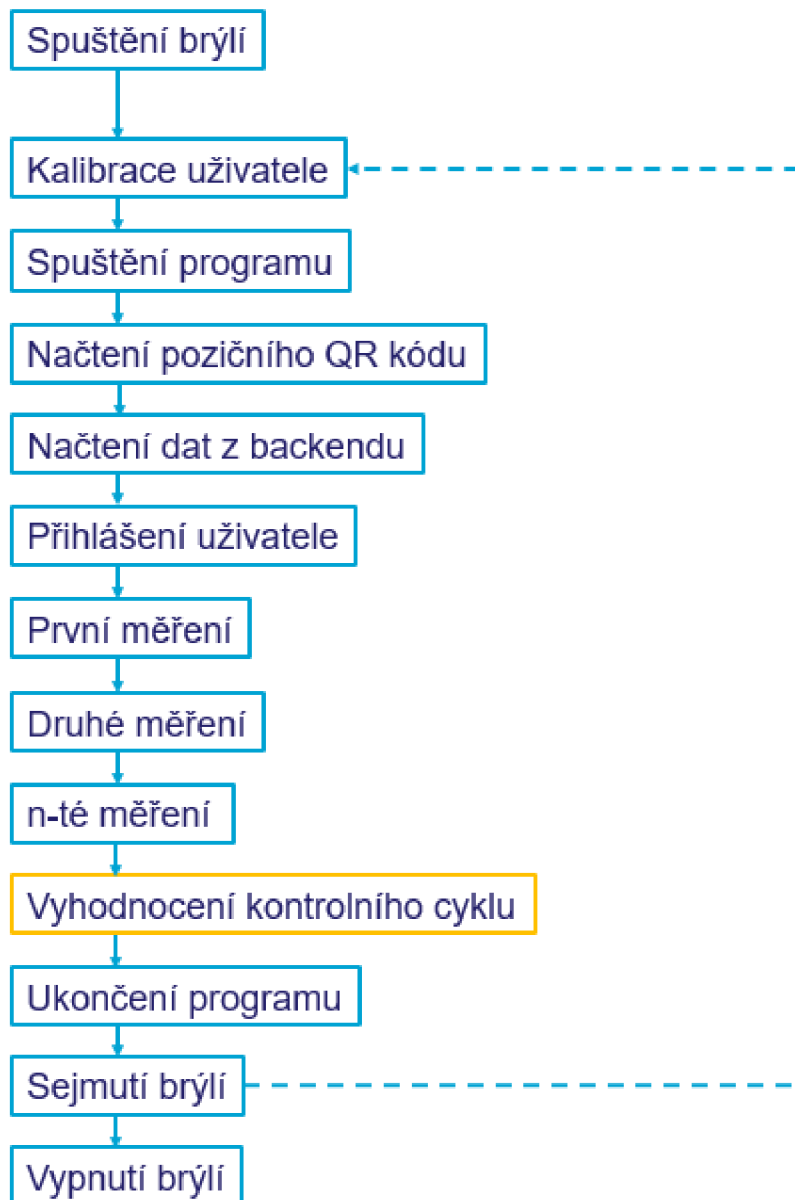 Spuštění brýlí
Kalibrace uživatele
Spuštění programu
Načtení pozičního QR kódu
Načtení dat z backendu
Přihlášení uživatele
První měření
Druhé měření
n-té měření
Vyhodnocení kontrolního cyklu
Ukončení programu
Sejmutí brýlí
Vypnutí brýlí